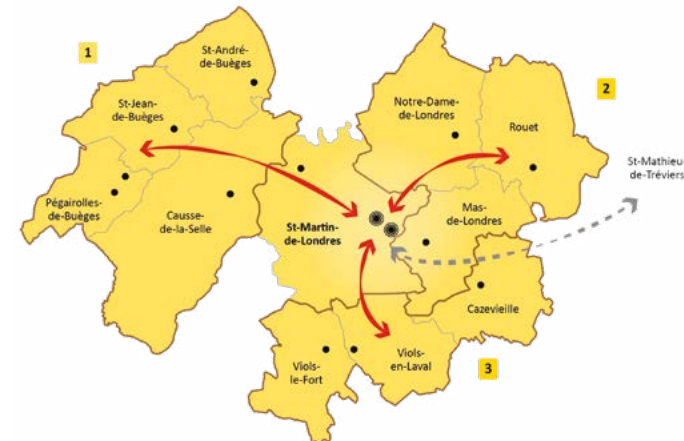 1
St-André-
de-Buèges
St-Jean-
de-Buèges
Pégairolles-
de-Buèges
Causse-
de-la-Selle
St-Martin-
de-Londres
Notre-Dame-
de-Londres
Rouet
2
St-Mathieu-
de-Tréviers
Mas-
de-Londres
Cazevieille
Viols-
le-Fort
Viols-
en-Laval
3